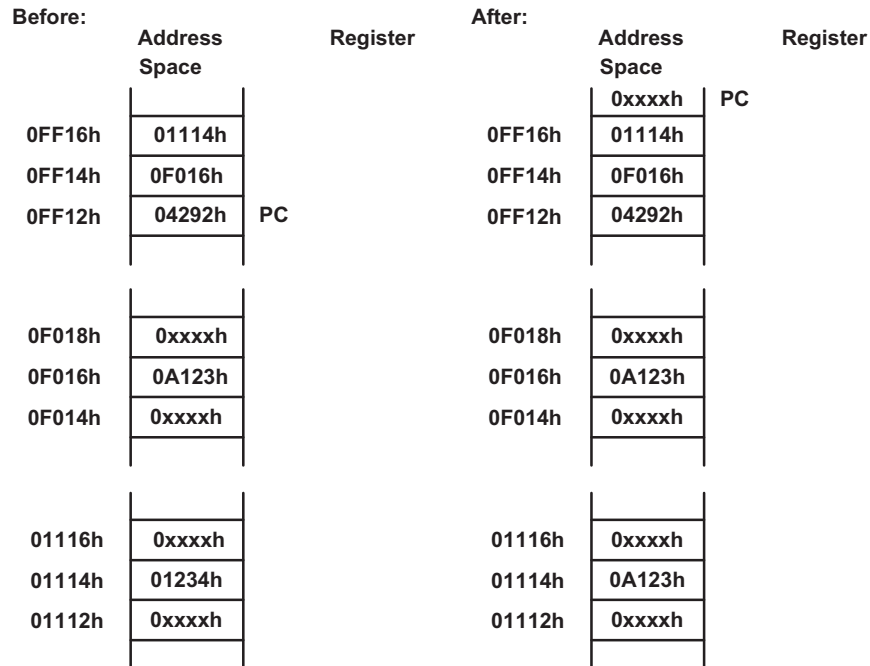 Before: After:
Address Register Address Register
Space Space
0xxxxh PC
0FF16h 01114h 0FF16h 01114h
0FF14h 0F016h 0FF14h 0F016h
0FF12h 04292h PC 0FF12h 04292h
0F018h 0xxxxh 0F018h 0xxxxh
0F016h 0A123h 0F016h 0A123h
0F014h 0xxxxh 0F014h 0xxxxh
01116h 0xxxxh 01116h 0xxxxh
01114h 01234h 01114h 0A123h
01112h 0xxxxh 01112h 0xxxxh